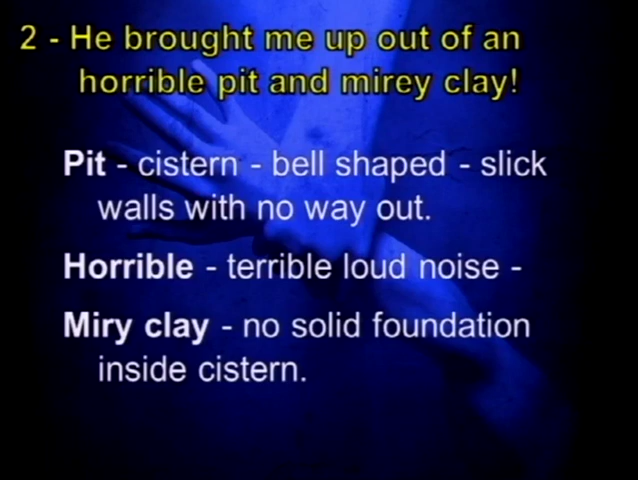 2 - He brought me up out of an
horrible pit and mirey clay!
Pit - cistern - bell shaped - slick
walls with no way out.
Horrible - terrible loud noise -
Miry clay - no solid foundation
inside cistern.